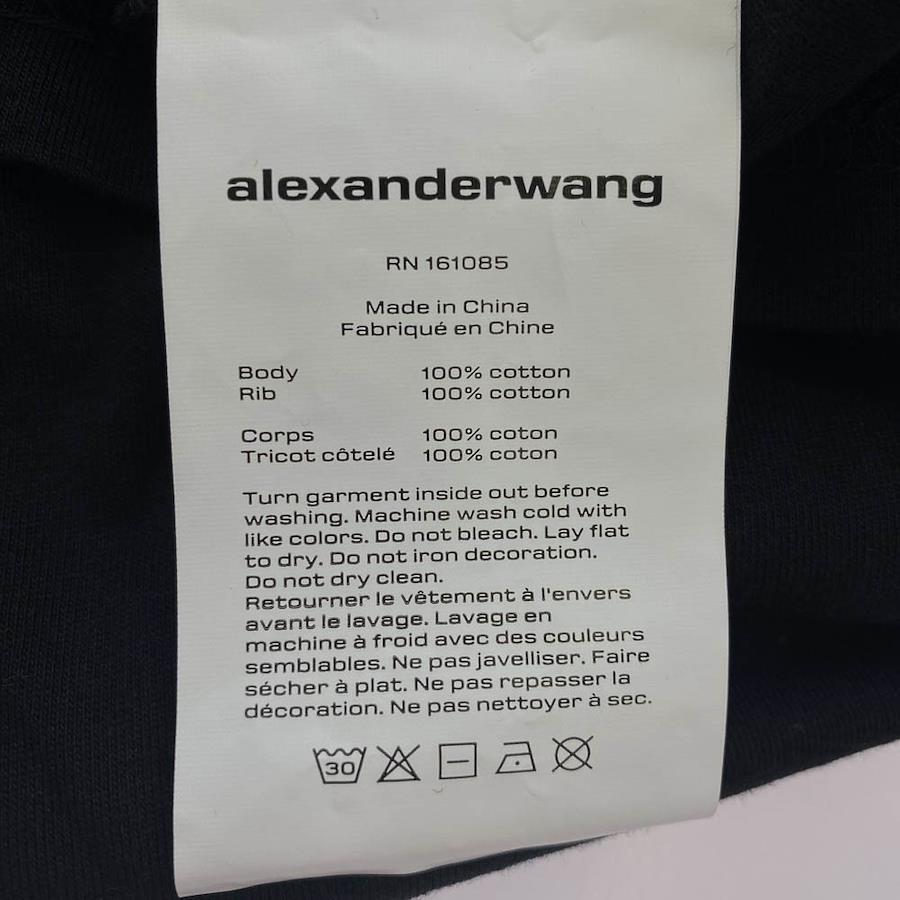 alexanderwang
RN 161085
Made in China
Fabriqué en Chine
Body 100% cotton
Rib 100% cotton
Corps 100% coton
Tricot côtelé 100% coton
Turn garment inside out before
washing. Machine wash cold with
like colors. Do not bleach. Lay flat
to dry. Do not iron decoration.
Do not dry clean.
Retourner le vêtement à l'envers
avant le lavage. Lavage en
machine à froid avec des couleurs
semblables. Ne pas javelliser. Faire
sécher à plat. Ne pas repasser la
décoration. Ne pas nettoyer à sec.
30